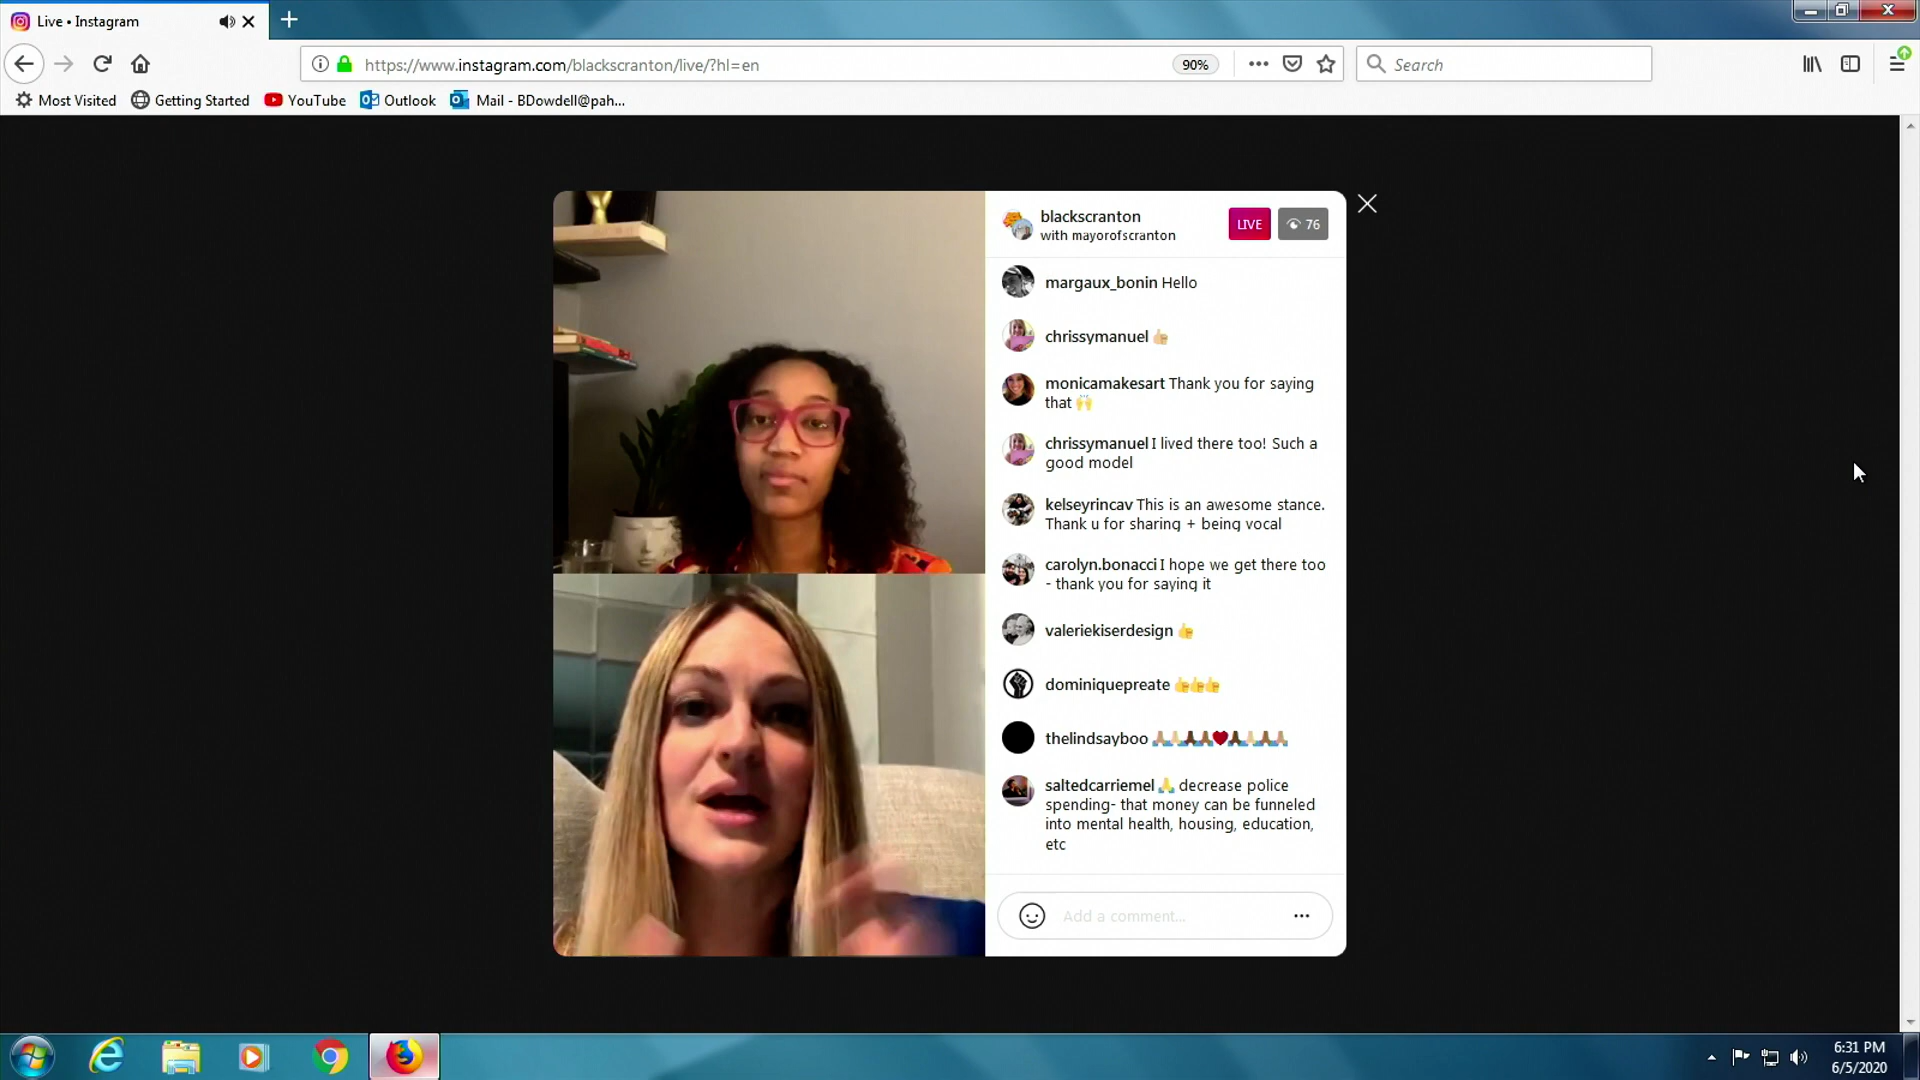 Live • Instagram
https://www.instagram.com/blackscranton/live/?hl=en
90%
Search
Most Visited
Getting Started
YouTube
Outlook
Mail - BDowdell@pah...
blackscranton
with mayorofscranton
LIVE
76
margaux_bonin Hello
chrissymanuel 👍🏼
monicamakesart Thank you for saying
that 🙌
chrissymanuel I lived there too! Such a
good model
kelseyrincav This is an awesome stance.
Thank u for sharing + being vocal
carolyn.bonacci I hope we get there too
- thank you for saying it
valeriekiserdesign 👍
dominiquepreate 👍👍👍
thelindsayboo 🙏🏽🙏🏼🙏🏿🙏🏾❤️🙏🏿🙏🏼🙏🏾🙏🏽
saltedcarriemel 🙏 decrease police
spending- that money can be funneled
into mental health, housing, education,
etc
Add a comment...
6:31 PM
6/5/2020